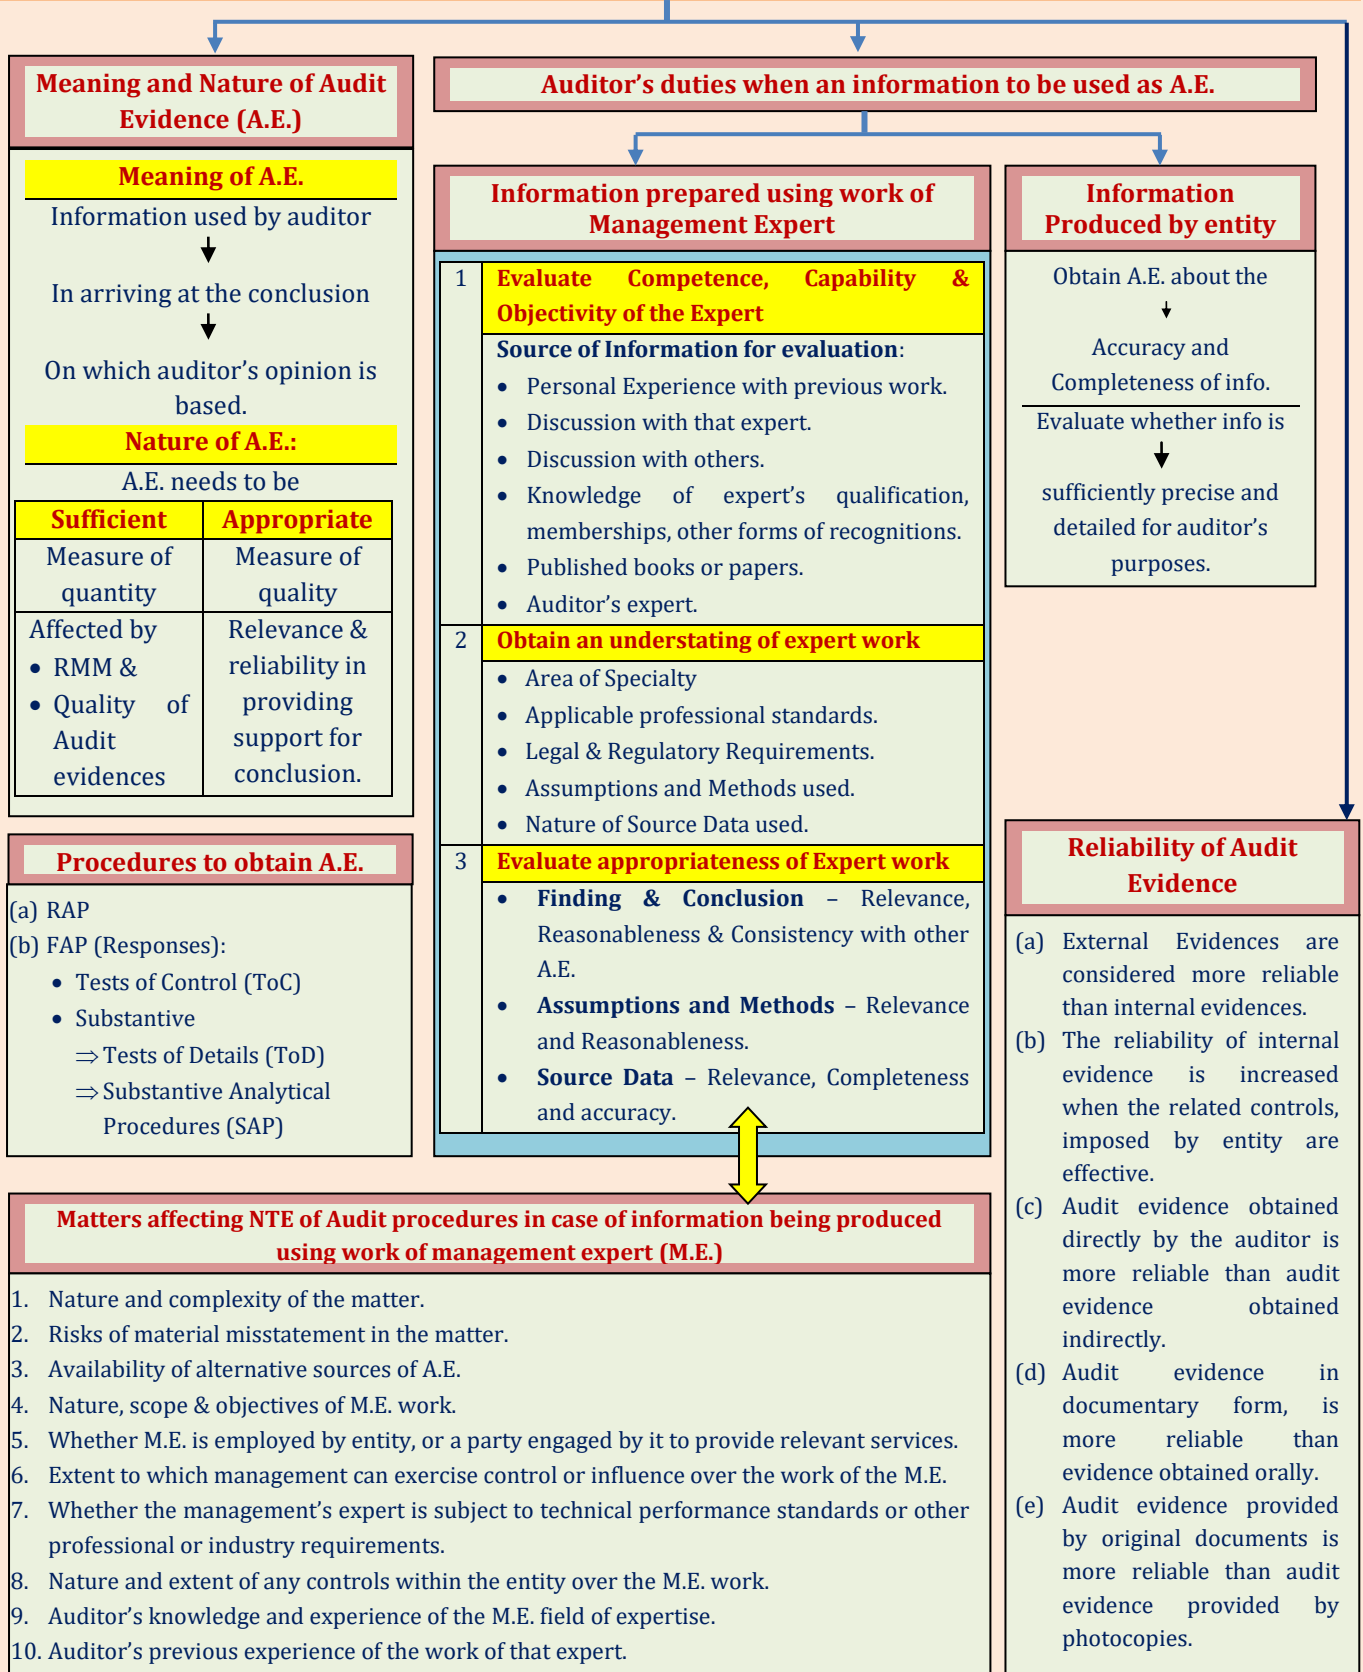 Meaning and Nature of Audit
Evidence (A.E.)
Meaning of A.E.
Information used by auditor
In arriving at the conclusion
On which auditor's opinion is
based.
Nature of A.E.:
A.E. needs to be
Sufficient
Appropriate
Measure of
quantity
Measure of
quality
Affected by
• RMM &
• Quality of
Audit
evidences
Relevance &
reliability in
providing
support for
conclusion.
Procedures to obtain A.E.
(a) RAP
(b) FAP (Responses):
• Tests of Control (ToC)
• Substantive
⇒ Tests of Details (ToD)
⇒ Substantive Analytical
Procedures (SAP)
Auditor's duties when an information to be used as A.E.
Information prepared using work of
Management Expert
1 Evaluate Competence, Capability &
Objectivity of the Expert
Source of Information for evaluation:
• Personal Experience with previous work.
• Discussion with that expert.
• Discussion with others.
• Knowledge of expert's qualification,
memberships, other forms of recognitions.
• Published books or papers.
• Auditor's expert.
2 Obtain an understating of expert work
• Area of Specialty
• Applicable professional standards.
• Legal & Regulatory Requirements.
• Assumptions and Methods used.
• Nature of Source Data used.
3 Evaluate appropriateness of Expert work
• Finding & Conclusion – Relevance,
Reasonableness & Consistency with other
A.E.
• Assumptions and Methods – Relevance
and Reasonableness.
• Source Data – Relevance, Completeness
and accuracy.
Information
Produced by entity
Obtain A.E. about the
Accuracy and
Completeness of info.
Evaluate whether info is
sufficiently precise and
detailed for auditor's
purposes.
Matters affecting NTE of Audit procedures in case of information being produced
using work of management expert (M.E.)
1. Nature and complexity of the matter.
2. Risks of material misstatement in the matter.
3. Availability of alternative sources of A.E.
4. Nature, scope & objectives of M.E. work.
5. Whether M.E. is employed by entity, or a party engaged by it to provide relevant services.
6. Extent to which management can exercise control or influence over the work of the M.E.
7. Whether the management's expert is subject to technical performance standards or other
professional or industry requirements.
8. Nature and extent of any controls within the entity over the M.E. work.
9. Auditor's knowledge and experience of the M.E. field of expertise.
10. Auditor's previous experience of the work of that expert.
Reliability of Audit
Evidence
(a) External Evidences are
considered more reliable
than internal evidences.
(b) The reliability of internal
evidence is increased
when the related controls,
imposed by entity are
effective.
(c) Audit evidence obtained
directly by the auditor is
more reliable than audit
evidence obtained
indirectly.
(d) Audit evidence in
documentary form, is
more reliable than
evidence obtained orally.
(e) Audit evidence provided
by original documents is
more reliable than audit
evidence provided by
photocopies.